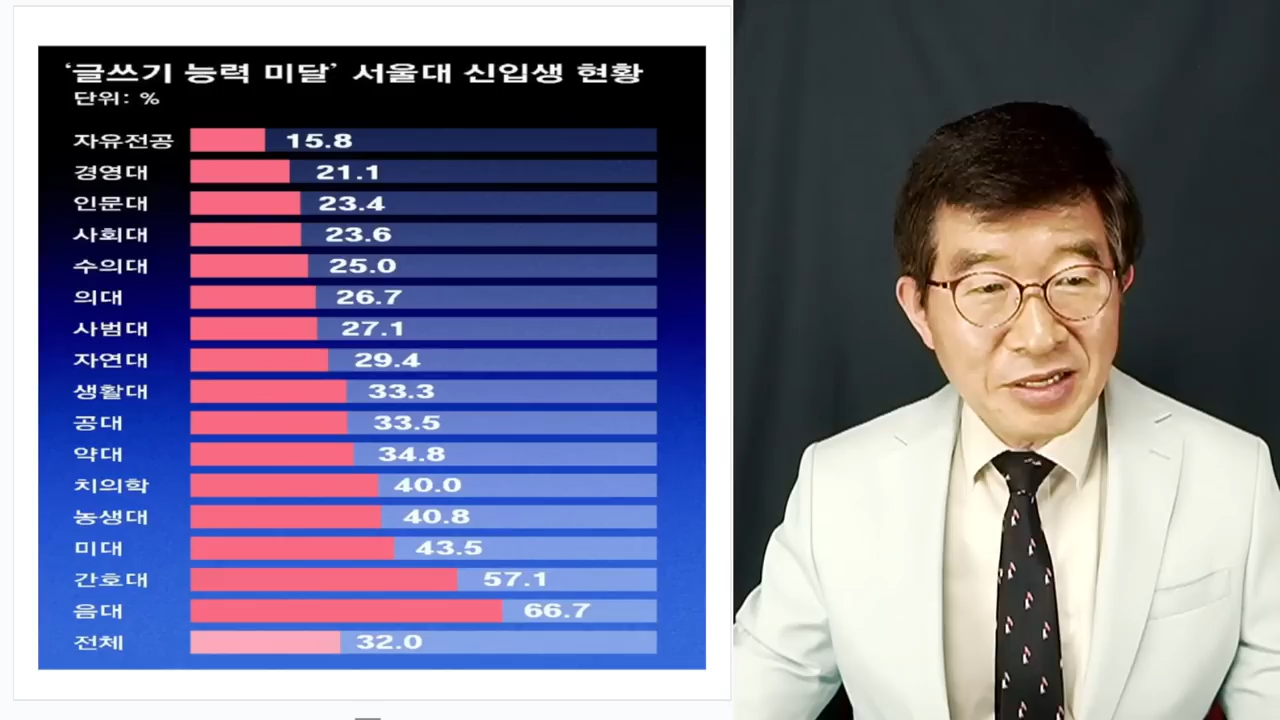 ‘글쓰기 능력 미달’ 서울대 신입생 현황
단위: %
자유전공 15.8
경영대 21.1
인문대 23.4
사회대 23.6
수의대 25.0
의대 26.7
사범대 27.1
자연대 29.4
생활대 33.3
공대 33.5
약대 34.8
치의학 40.0
농생대 40.8
미대 43.5
간호대 57.1
음대 66.7
전체 32.0